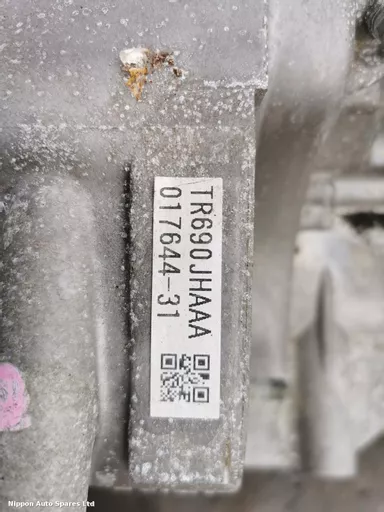 TR690JHAAA
017644-31
Nippon Auto Spares Ltd